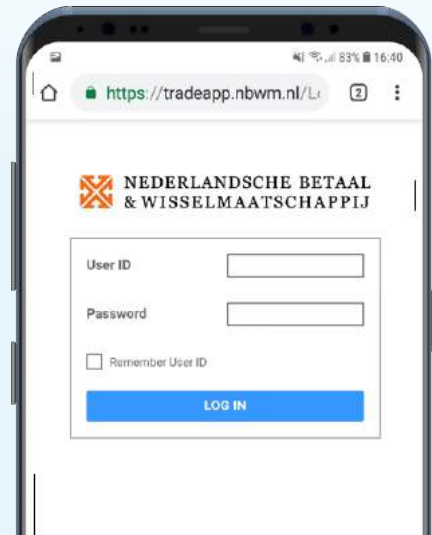 83% 16:40
https://tradeapp.nbwm.nl/L
2
NEDERLANDSCHE BETAAL
& WISSELMAATSCHAPPIJ
User ID
Password
Remember User ID
LOG IN